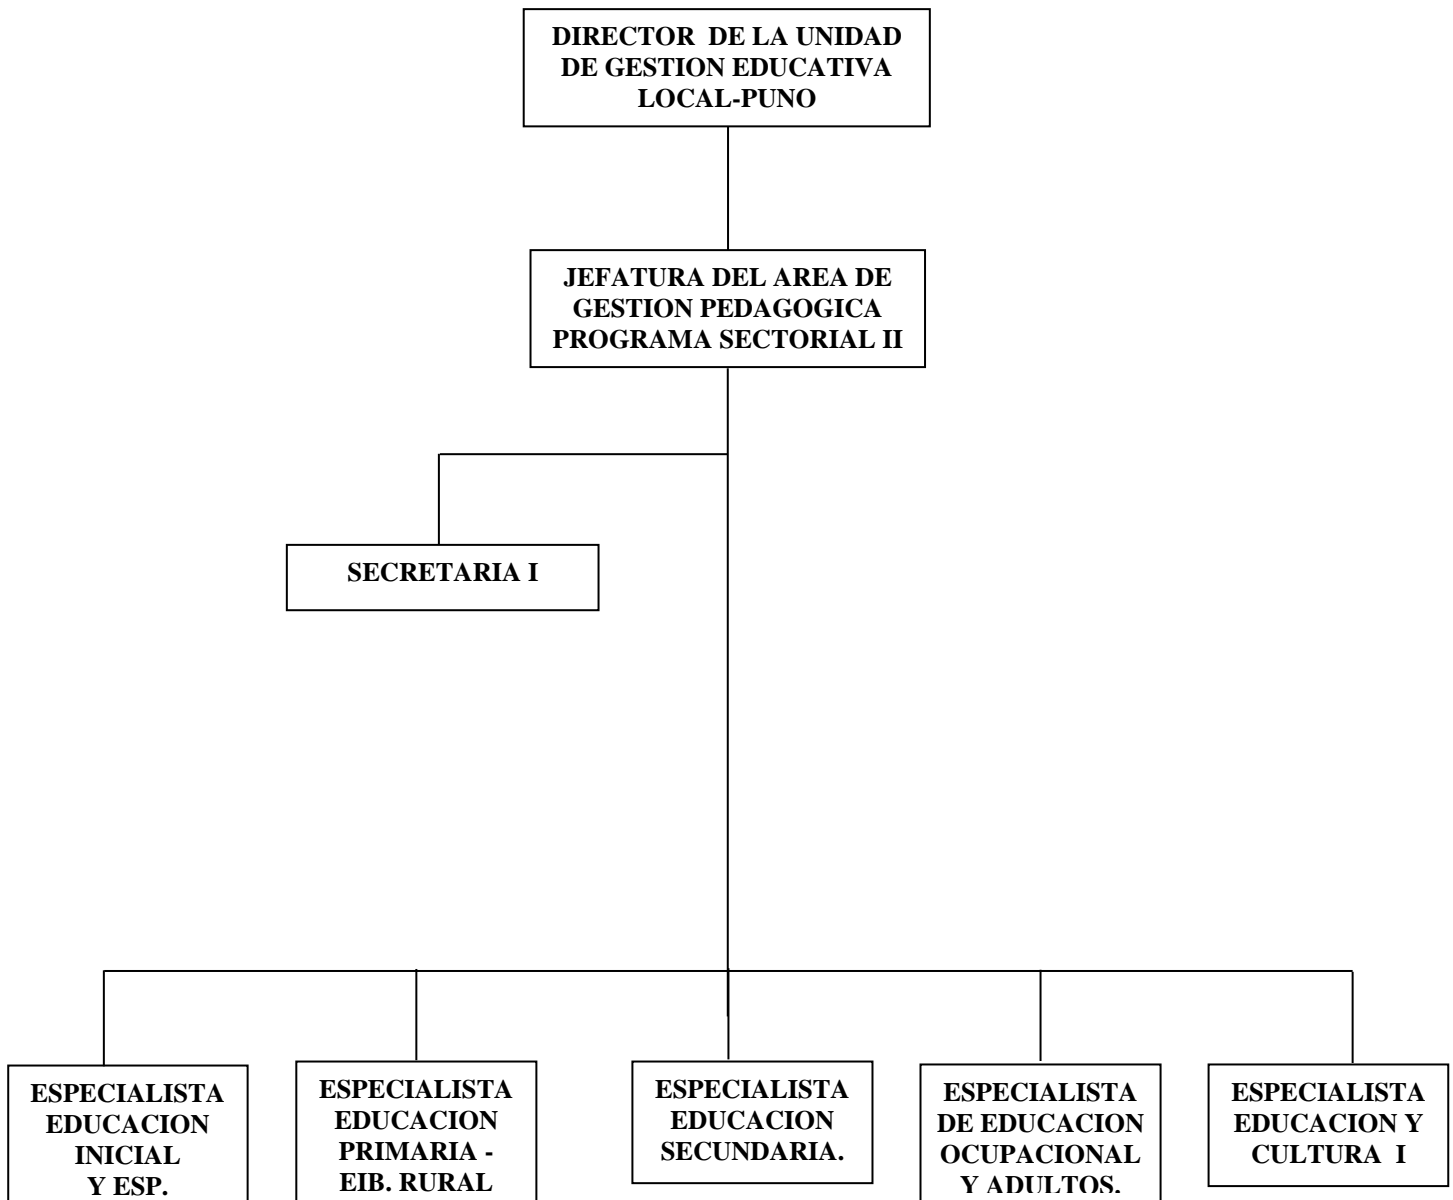 DIRECTOR DE LA UNIDAD
DE GESTION EDUCATIVA
LOCAL-PUNO
JEFATURA DEL AREA DE
GESTION PEDAGOGICA
PROGRAMA SECTORIAL II
SECRETARIA I
ESPECIALISTA
EDUCACION
INICIAL
Y ESP.
ESPECIALISTA
EDUCACION
PRIMARIA -
EIB. RURAL
ESPECIALISTA
EDUCACION
SECUNDARIA.
ESPECIALISTA
DE EDUCACION
OCUPACIONAL
Y ADULTOS.
ESPECIALISTA
EDUCACION Y
CULTURA I